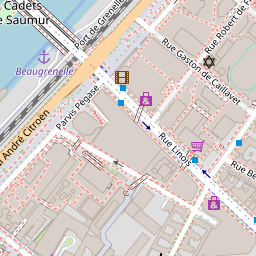 Cadets
e Saumur
Port de Grenelle
Beaugrenelle
Rue Robert de F
Rue Gaston de Caillavet
Parvis Pégase
l André Citroën
Rue Linois
Rue Be